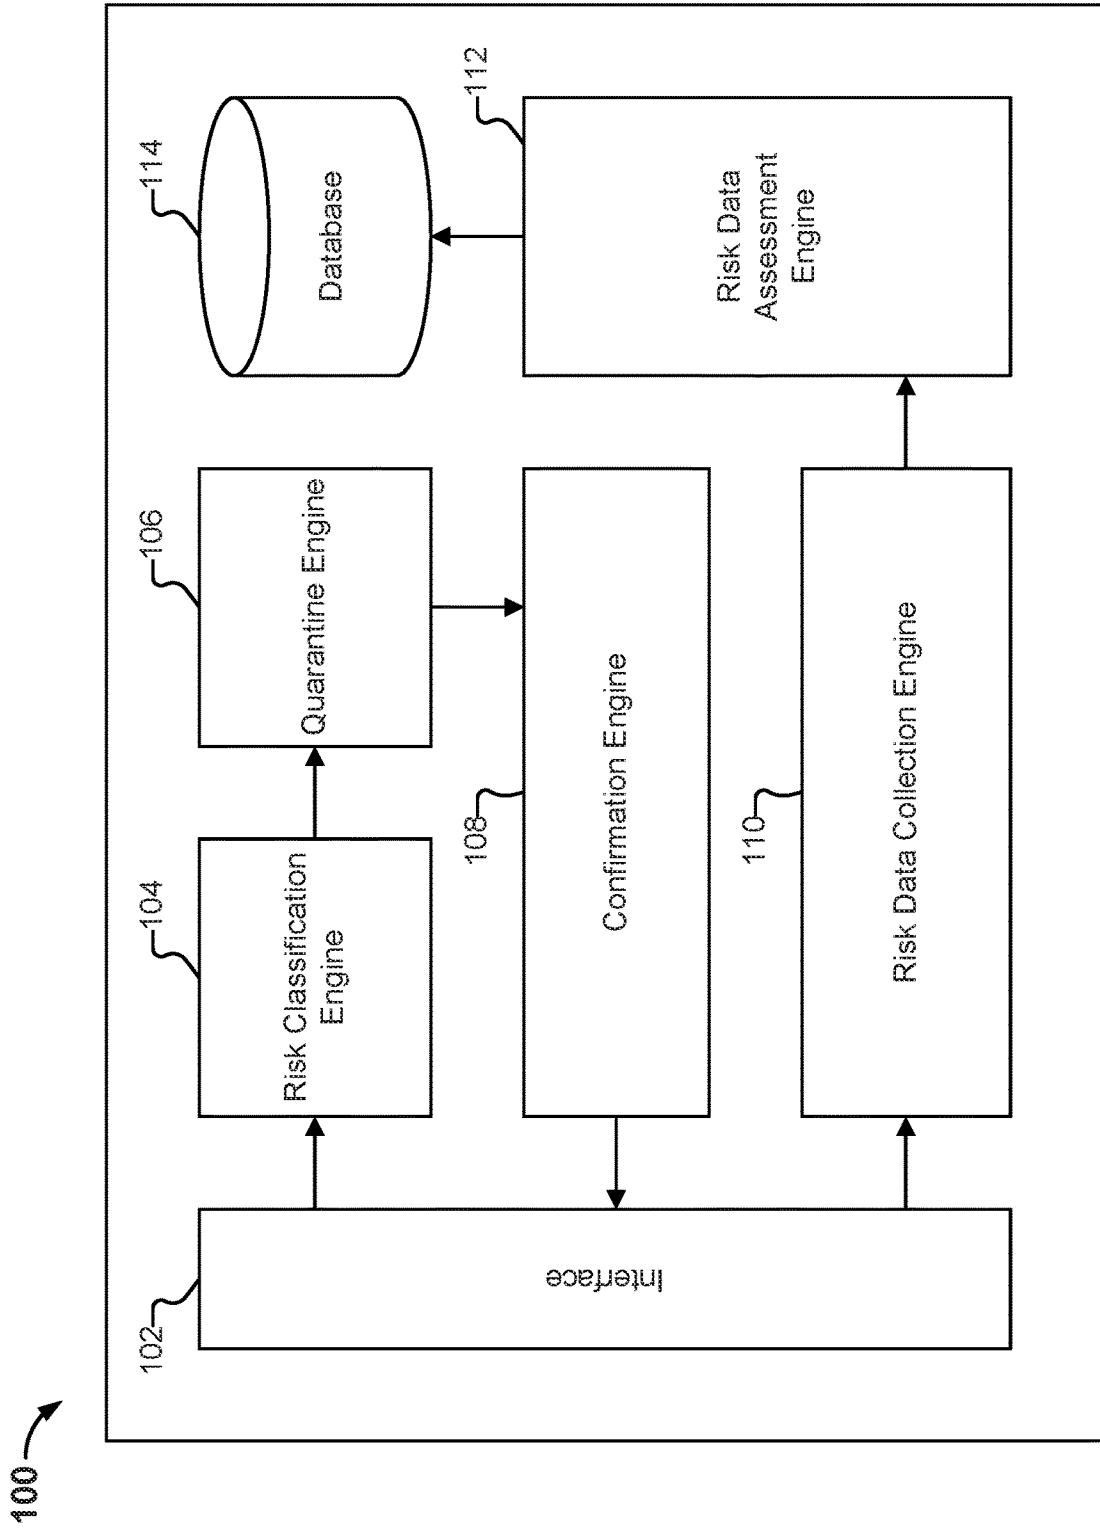 100
102
Interface
104
Risk Classification
Engine
106
Quarantine Engine
114
Database
108
Confirmation Engine
112
Risk Data
Assessment
Engine
110
Risk Data Collection Engine